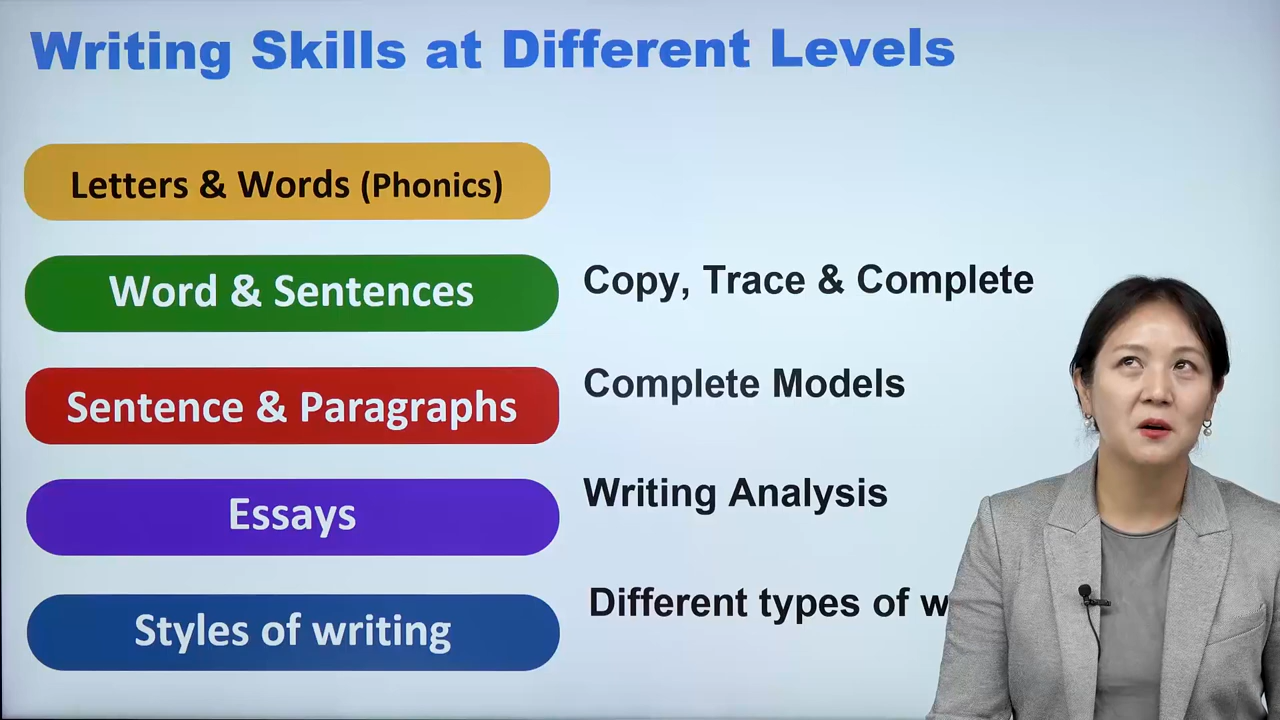 Writing Skills at Different Levels
Letters & Words (Phonics)
Word & Sentences
Copy, Trace & Complete
Sentence & Paragraphs
Complete Models
Essays
Writing Analysis
Styles of writing
Different types of